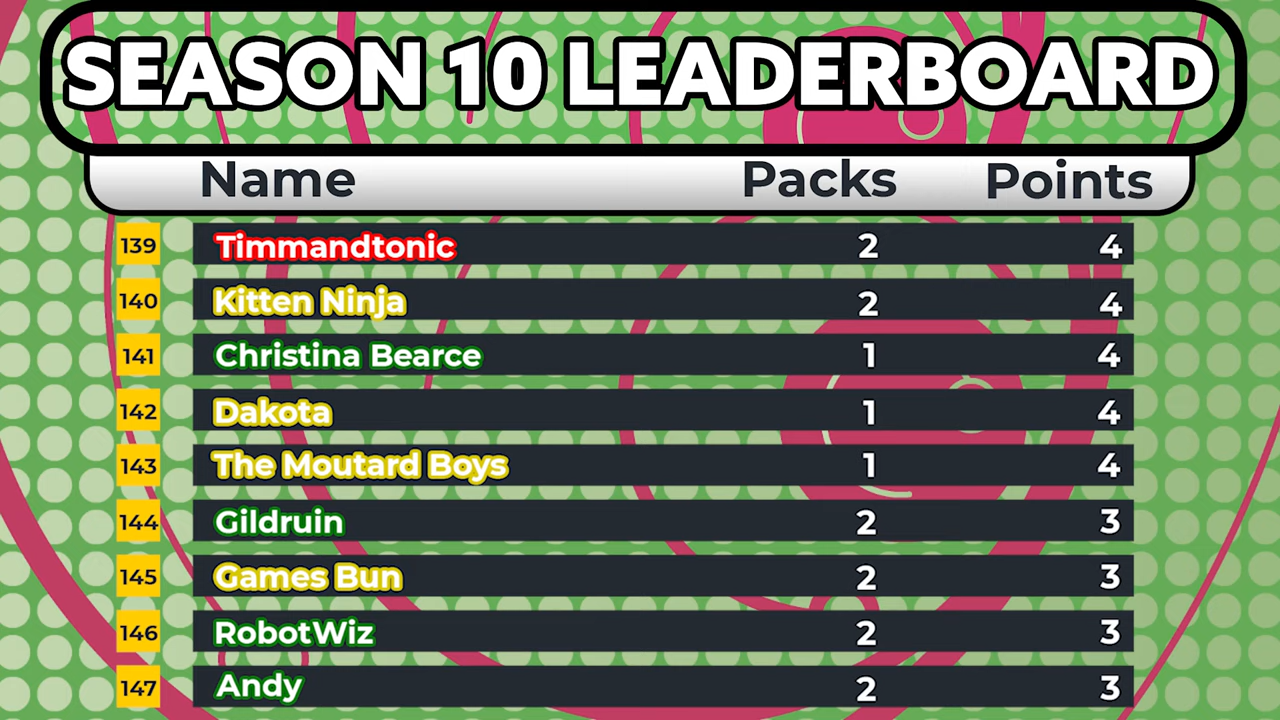 SEASON 10 LEADERBOARD
Name Packs Points
139 Timmandtonic 2 4
140 Kitten Ninja 2 4
141 Christina Bearce 1 4
142 Dakota 1 4
143 The Moutard Boys 1 4
144 Gildruin 2 3
145 Games Bun 2 3
146 RobotWiz 2 3
147 Andy 2 3